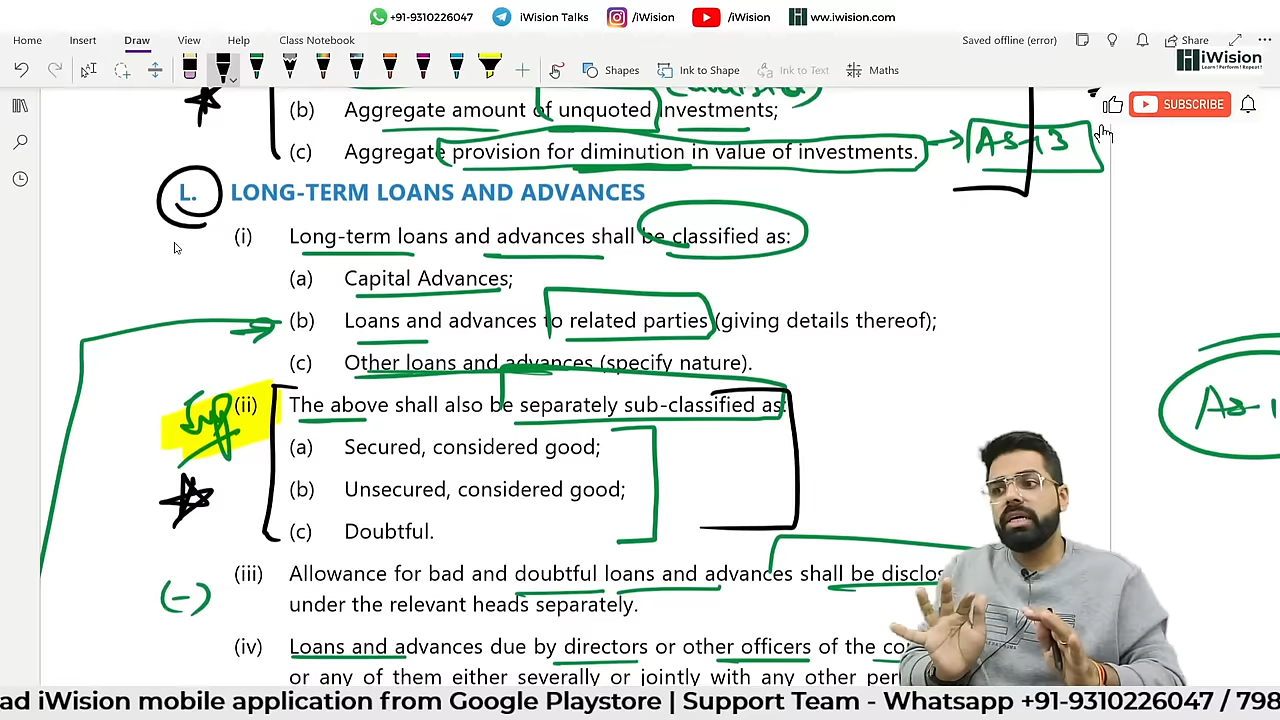 +91-9310226047 iWision Talks /iWision /iWision ww.iwision.com
Home Insert Draw View Help Class Notebook Saved offline (error) Share
Shapes Ink to Shape Ink to Text Maths
iWision
Learn! Perform! Repeat!
SUBSCRIBE
(b) Aggregate amount of unquoted Investments;
(c) Aggregate provision for diminution in value of investments. AS-13
L. LONG-TERM LOANS AND ADVANCES
(i) Long-term loans and advances shall be classified as:
(a) Capital Advances;
(b) Loans and advances to related parties (giving details thereof);
(c) Other loans and advances (specify nature).
Imp (ii) The above shall also be separately sub-classified as:
(a) Secured, considered good;
(b) Unsecured, considered good;
(c) Doubtful.
(iii) Allowance for bad and doubtful loans and advances shall be disclos
(-) under the relevant heads separately.
(iv) Loans and advances due by directors or other officers of the co
or any of them either severally or jointly with any other per
ad iWision mobile application from Google Playstore | Support Team - Whatsapp +91-9310226047 / 798